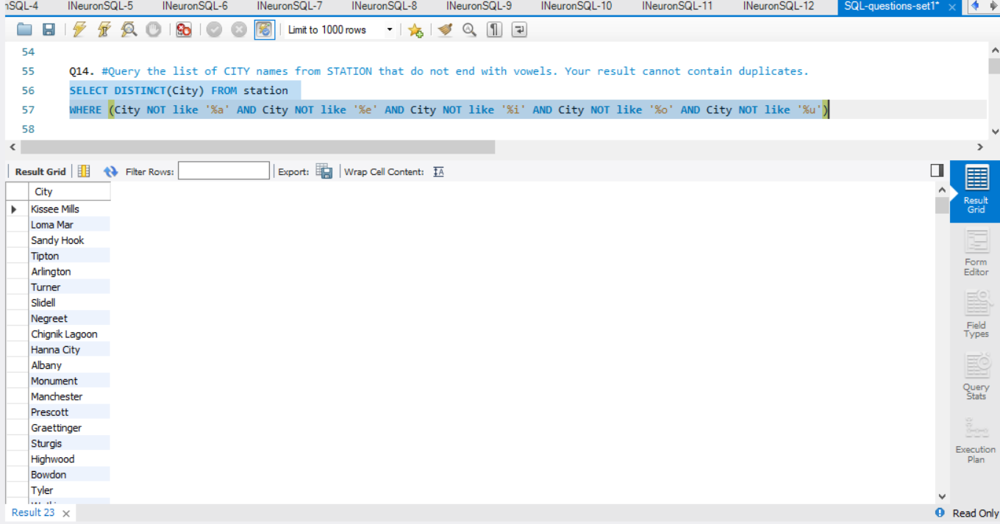 nSQL-4 INeuronSQL-5 INeuronSQL-6 INeuronSQL-7 INeuronSQL-8 INeuronSQL-9 INeuronSQL-10 INeuronSQL-11 INeuronSQL-12 SQL-questions-set1*
Limit to 1000 rows
54
55 Q14. #Query the list of CITY names from STATION that do not end with vowels. Your result cannot contain duplicates.
56 SELECT DISTINCT(City) FROM station
57 WHERE (City NOT like '%a' AND City NOT like '%e' AND City NOT like '%i' AND City NOT like '%o' AND City NOT like '%u')
58
Result Grid Filter Rows: Export: Wrap Cell Content:
City
Kissee Mills
Loma Mar
Sandy Hook
Tipton
Arlington
Turner
Slidell
Negreet
Chignik Lagoon
Hanna City
Albany
Monument
Manchester
Prescott
Graettinger
Sturgis
Highwood
Bowdon
Tyler
Result
Grid
Form
Editor
Field
Types
Query
Stats
Execution
Plan
Result 23 Read Only